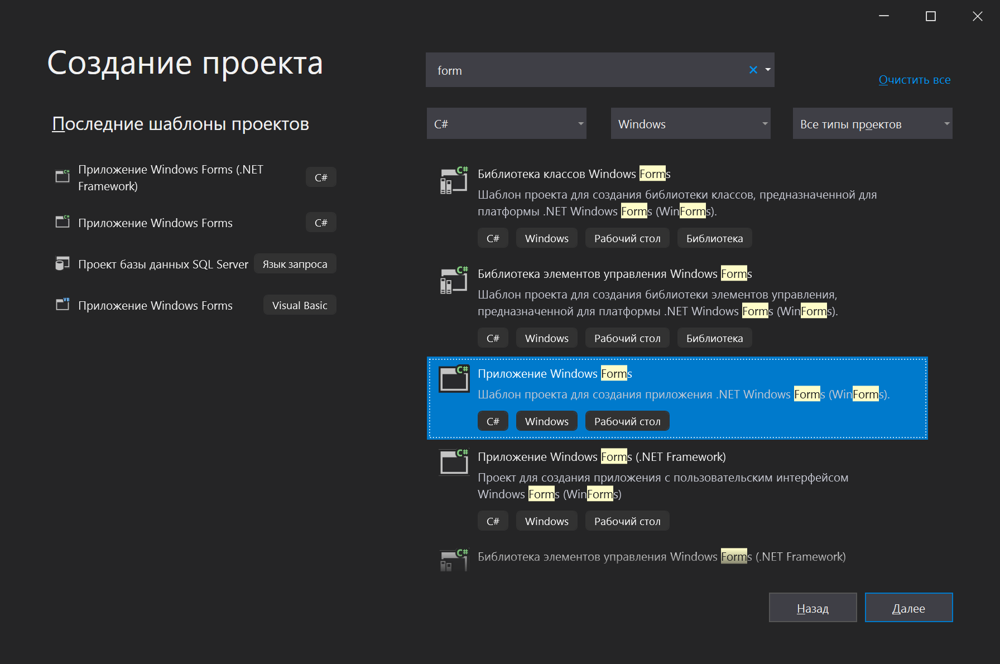 Создание проекта
Последние шаблоны проектов
Приложение Windows Forms (.NET
Framework)
C#
Приложение Windows Forms
C#
Проект базы данных SQL Server
Язык запроса
Приложение Windows Forms
Visual Basic
form
Очистить все
C#
Windows
Все типы проектов
Библиотека классов Windows Forms
Шаблон проекта для создания библиотеки классов, предназначенной для
платформы .NET Windows Forms (WinForms).
C# Windows Рабочий стол Библиотека
Библиотека элементов управления Windows Forms
Шаблон проекта для создания библиотеки элементов управления,
предназначенной для платформы .NET Windows Forms (WinForms).
C# Windows Рабочий стол Библиотека
Приложение Windows Forms
Шаблон проекта для создания приложения .NET Windows Forms (WinForms).
C# Windows Рабочий стол
Приложение Windows Forms (.NET Framework)
Проект для создания приложения с пользовательским интерфейсом
Windows Forms (WinForms)
C# Windows Рабочий стол
Библиотека элементов управления Windows Forms (.NET Framework)
Назад
Далее